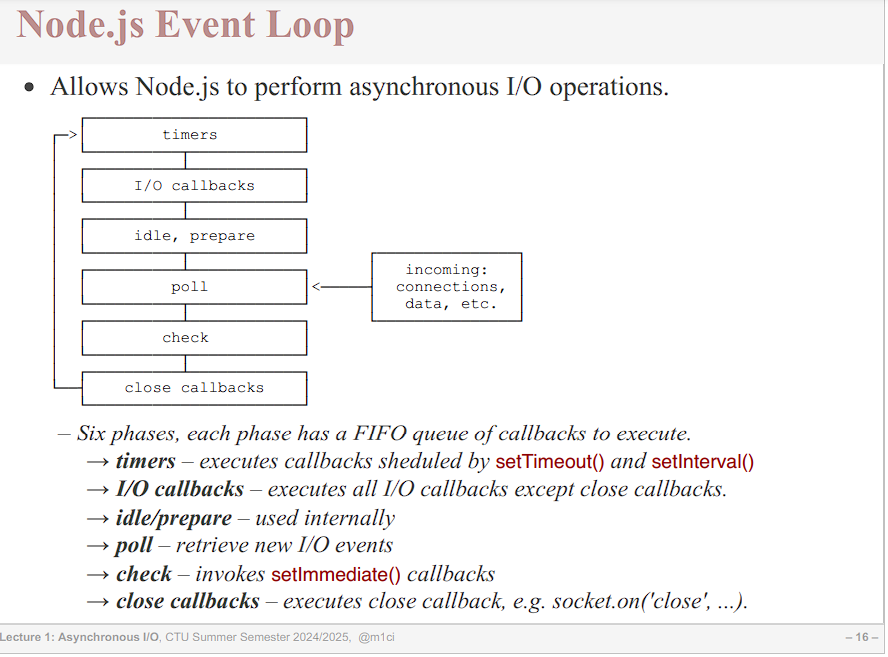 Node.js Event Loop
• Allows Node.js to perform asynchronous I/O operations.
timers
I/O callbacks
idle, prepare
poll
incoming:
connections,
data, etc.
check
close callbacks
– Six phases, each phase has a FIFO queue of callbacks to execute.
→ timers – executes callbacks sheduled by setTimeout() and setInterval()
→ I/O callbacks – executes all I/O callbacks except close callbacks.
→ idle/prepare – used internally
→ poll – retrieve new I/O events
→ check – invokes setImmediate() callbacks
→ close callbacks – executes close callback, e.g. socket.on('close', ...).
Lecture 1: Asynchronous I/O, CTU Summer Semester 2024/2025, @m1ci
– 16 –